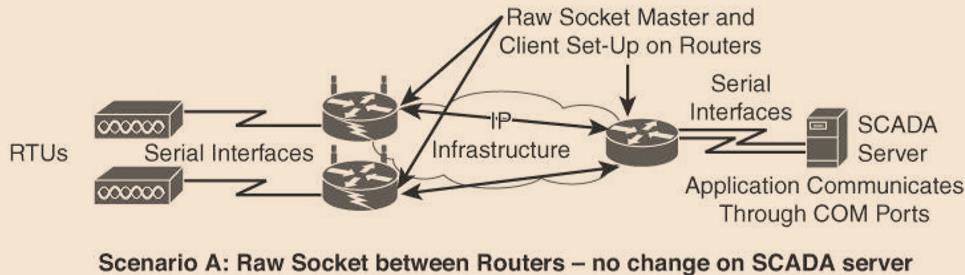 Raw Socket Master and
Client Set-Up on Routers
Serial
Interfaces
IP
Infrastructure
RTUs
Serial Interfaces
SCADA
Server
Application Communicates
Through COM Ports
Scenario A: Raw Socket between Routers – no change on SCADA server